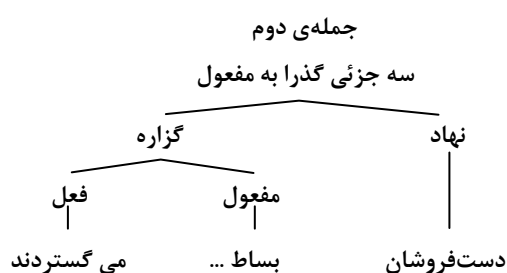 جمله‌ی دوم
سه جزئی گذرا به مفعول
نهاد گزاره
مفعول فعل
دست‌فروشان بساط ... می گستردند